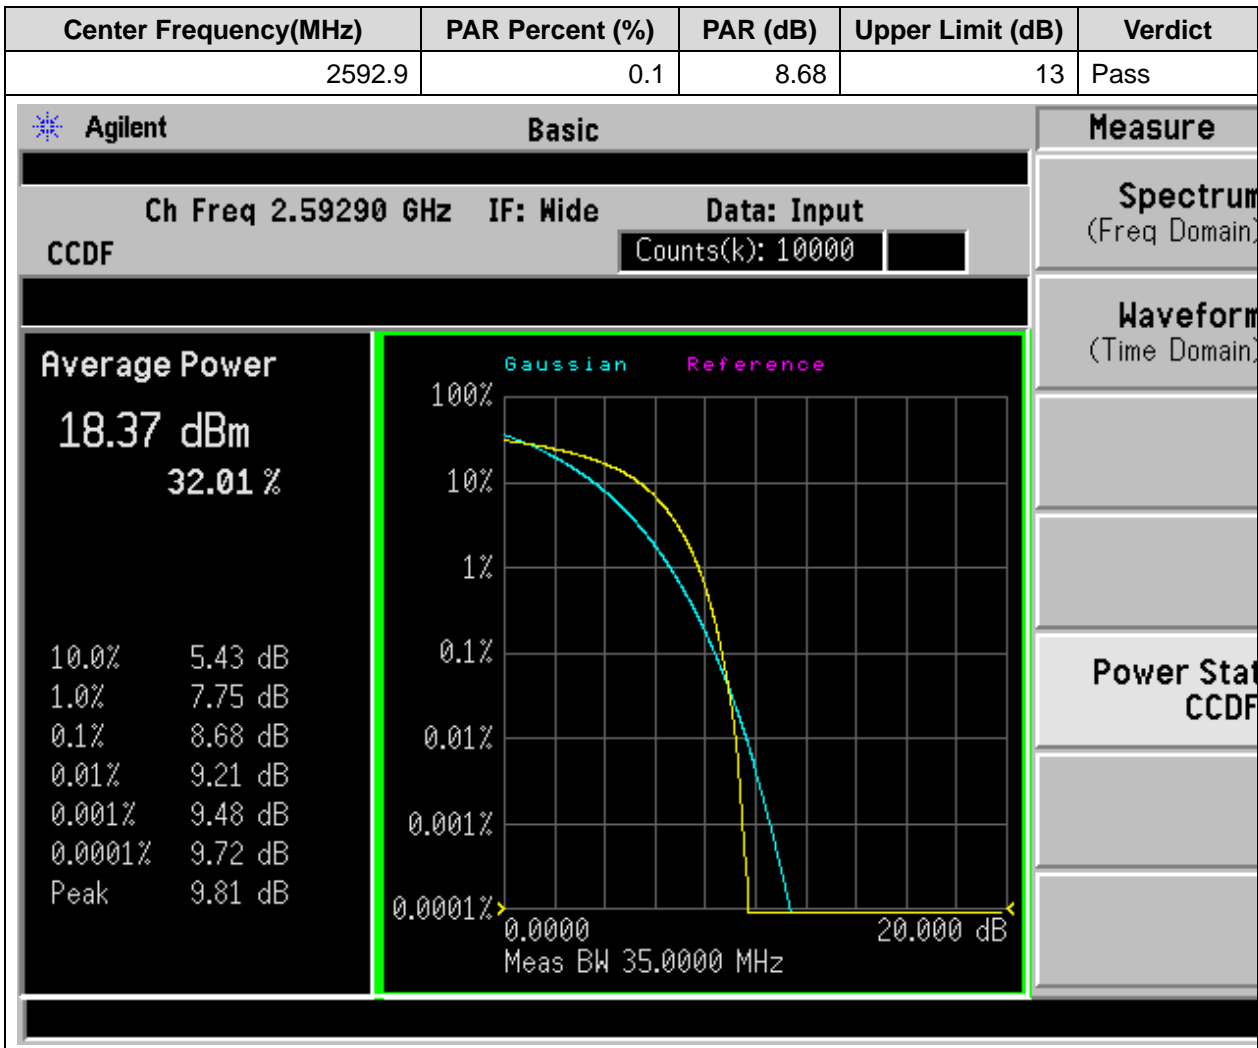 Center Frequency(MHz) PAR Percent (%) PAR (dB) Upper Limit (dB) Verdict
2592.9 0.1 8.68 13 Pass
Agilent Basic Measure
Ch Freq 2.59290 GHz IF: Wide Data: Input
CCDF Counts(k): 10000
Spectrum
(Freq Domain)
Waveform
(Time Domain)
Power Stat
CCDF
Average Power
18.37 dBm
32.01 %
10.0% 5.43 dB
1.0% 7.75 dB
0.1% 8.68 dB
0.01% 9.21 dB
0.001% 9.48 dB
0.0001% 9.72 dB
Peak 9.81 dB
Gaussian Reference
100%
10%
1%
0.1%
0.01%
0.001%
0.0001%
0.0000 20.000 dB
Meas BW 35.0000 MHz